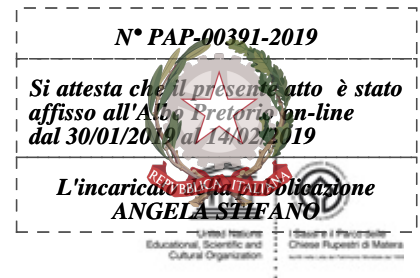 N° PAP-00391-2019
Si attesta che il presente atto è stato
affisso all'Albo Pretorio on-line
dal 30/01/2019 al 14/02/2019
L'incaricato della pubblicazione
ANGELA STIFANO
REPVBBLICA ITALIANA
United Nations
Educational, Scientific and
Cultural Organization
I Sassi e il Parco delle
Chiese Rupestri di Matera